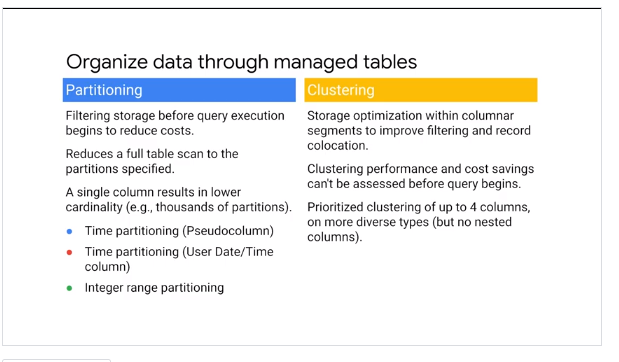 Organize data through managed tables
Partitioning
Filtering storage before query execution
begins to reduce costs.
Reduces a full table scan to the
partitions specified.
A single column results in lower
cardinality (e.g., thousands of partitions).
Time partitioning (Pseudocolumn)
Time partitioning (User Date/Time
column)
Integer range partitioning
Clustering
Storage optimization within columnar
segments to improve filtering and record
colocation.
Clustering performance and cost savings
can't be assessed before query begins.
Prioritized clustering of up to 4 columns,
on more diverse types (but no nested
columns).